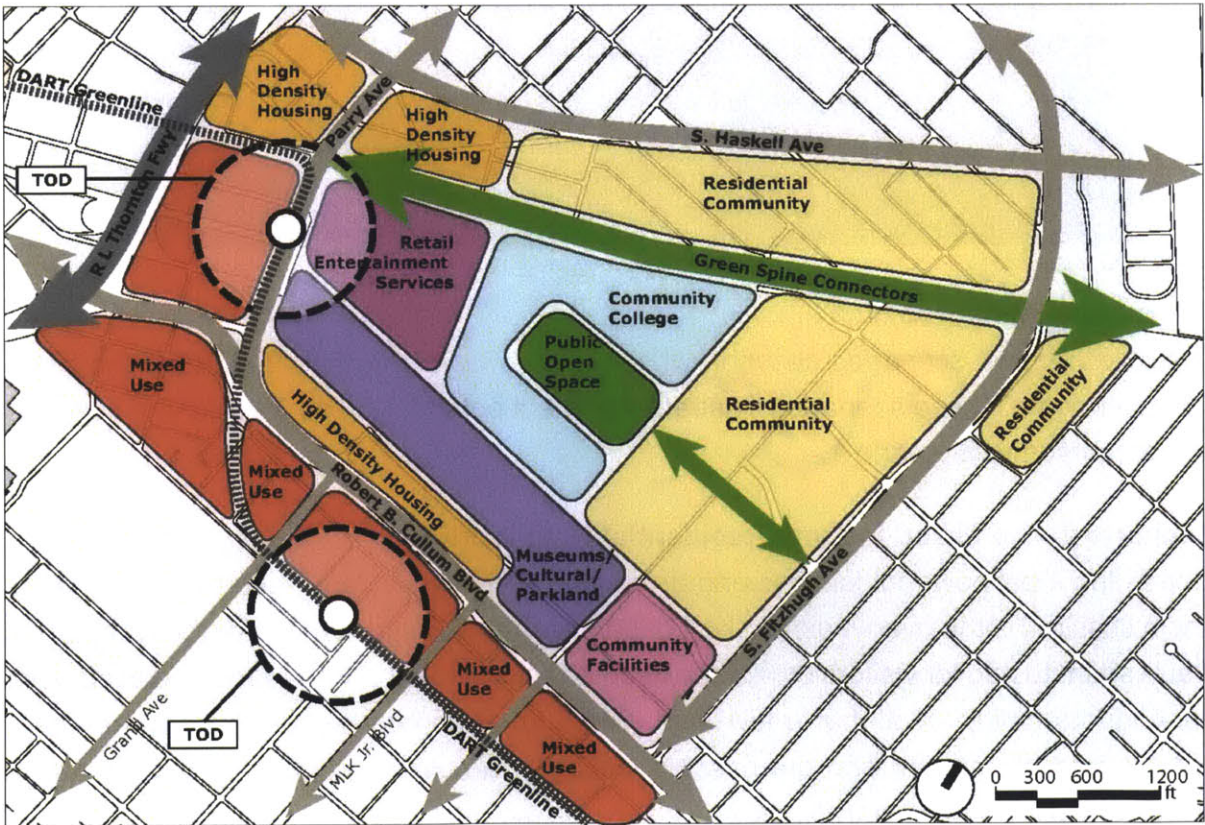 High
Density
Housing
DART Greenline
Parry Ave
High
Density
Housing
S. Haskell Ave
TOD
R L Thornton Fwy
Residential
Community
Retail
Entertainment
Services
Green Spine Connectors
Community
College
Public
Open
Space
Mixed
Use
High Density Housing
Residential
Community
Residential
Community
Mixed
Use
Robert B. Cullum Blvd
Museums/
Cultural/
Parkland
S. Fitzhugh Ave
Community
Facilities
Mixed
Use
TOD
Grand Ave
MLK Jr. Blvd
DART Greenline
Mixed
Use
0 300 600 1200
ft